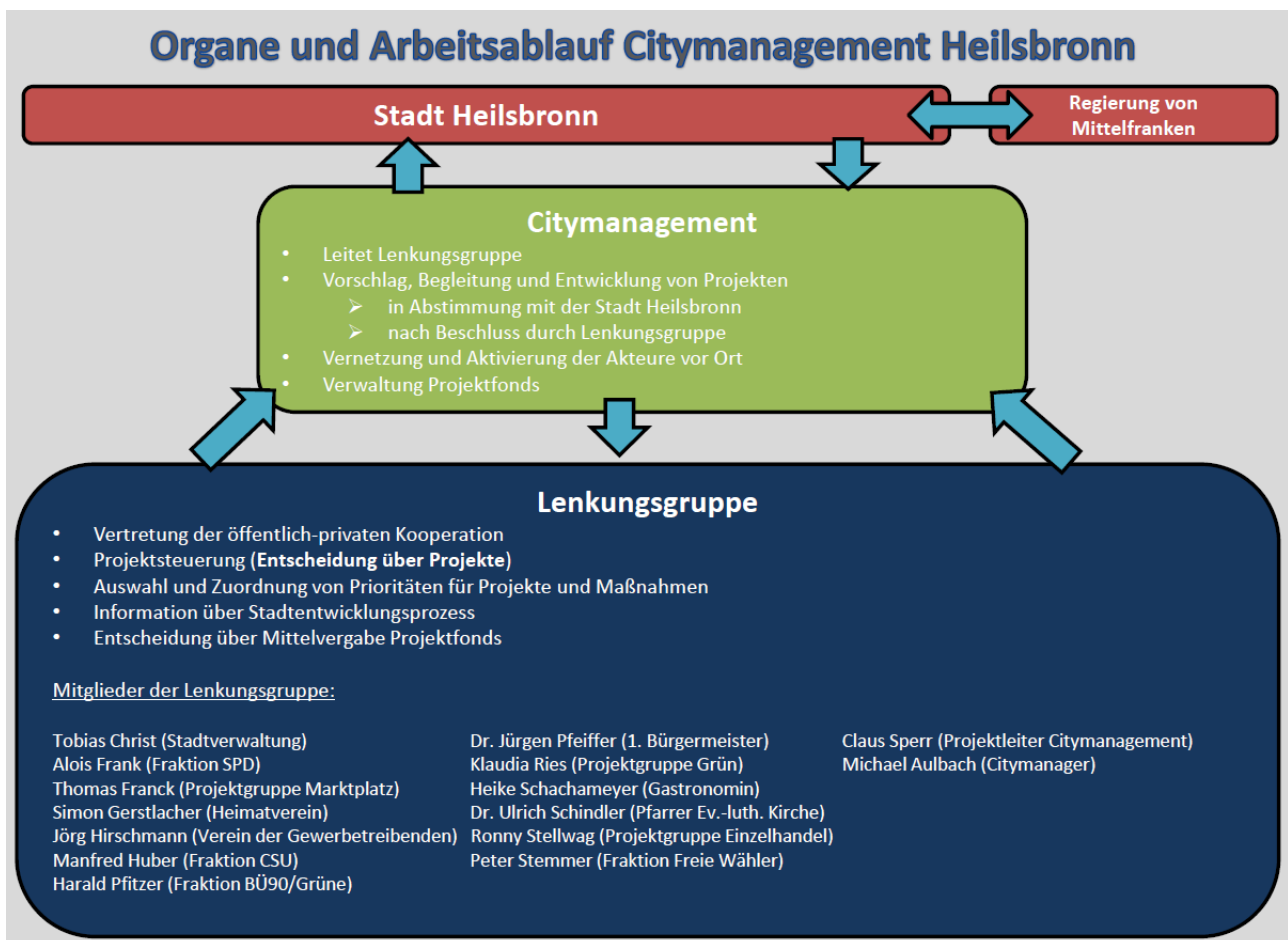 Organe und Arbeitsablauf Citymanagement Heilsbronn
Stadt Heilsbronn
Regierung von
Mittelfranken
Citymanagement
• Leitet Lenkungsgruppe
• Vorschlag, Begleitung und Entwicklung von Projekten
➢ in Abstimmung mit der Stadt Heilsbronn
➢ nach Beschluss durch Lenkungsgruppe
• Vernetzung und Aktivierung der Akteure vor Ort
• Verwaltung Projektfonds
Lenkungsgruppe
• Vertretung der öffentlich-privaten Kooperation
• Projektsteuerung (Entscheidung über Projekte)
• Auswahl und Zuordnung von Prioritäten für Projekte und Maßnahmen
• Information über Stadtentwicklungsprozess
• Entscheidung über Mittelvergabe Projektfonds
Mitglieder der Lenkungsgruppe:
Tobias Christ (Stadtverwaltung)
Alois Frank (Fraktion SPD)
Thomas Franck (Projektgruppe Marktplatz)
Simon Gerstlacher (Heimatverein)
Jörg Hirschmann (Verein der Gewerbetreibenden)
Manfred Huber (Fraktion CSU)
Harald Pfitzer (Fraktion BÜ90/Grüne)
Dr. Jürgen Pfeiffer (1. Bürgermeister)
Klaudia Ries (Projektgruppe Grün)
Heike Schachameyer (Gastronomin)
Dr. Ulrich Schindler (Pfarrer Ev.-luth. Kirche)
Ronny Stellwag (Projektgruppe Einzelhandel)
Peter Stemmer (Fraktion Freie Wähler)
Claus Sperr (Projektleiter Citymanagement)
Michael Aulbach (Citymanager)